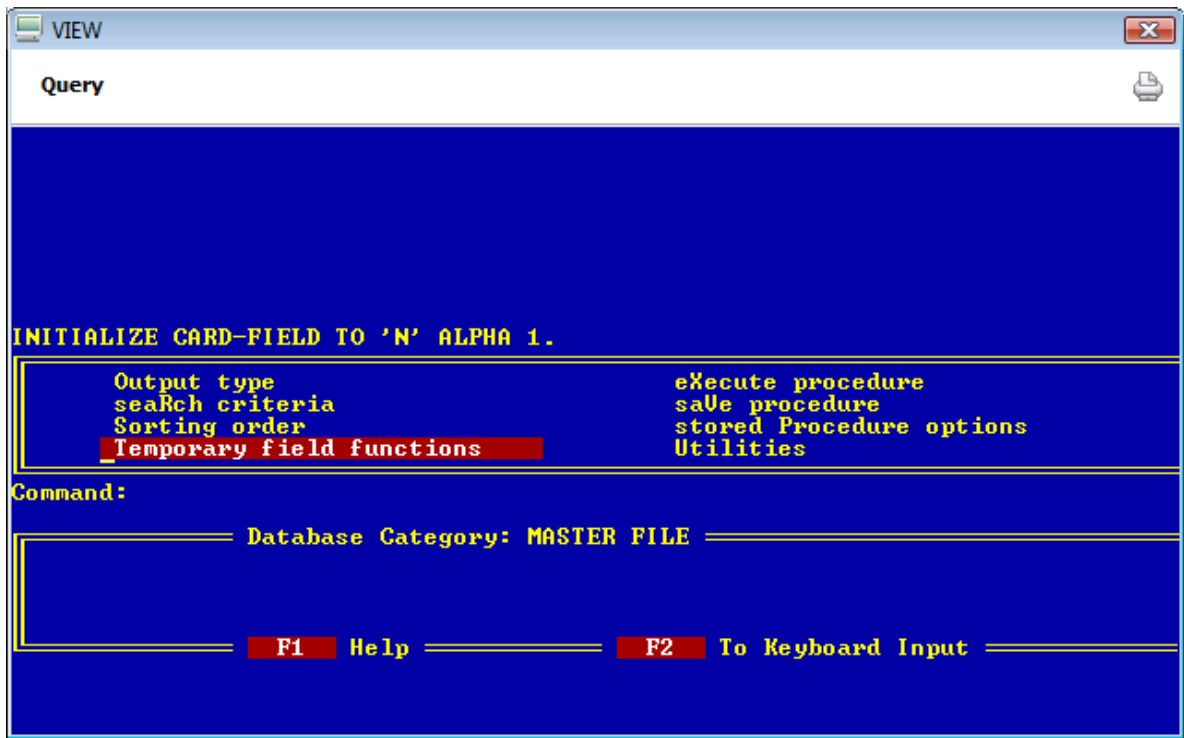 VIEW
Query
INITIALIZE CARD-FIELD TO 'N' ALPHA 1.
Output type eXecute procedure
seaRch criteria saVe procedure
Sorting order stored Procedure options
Temporary field functions Utilities
Command:
Database Category: MASTER FILE
F1 Help F2 To Keyboard Input